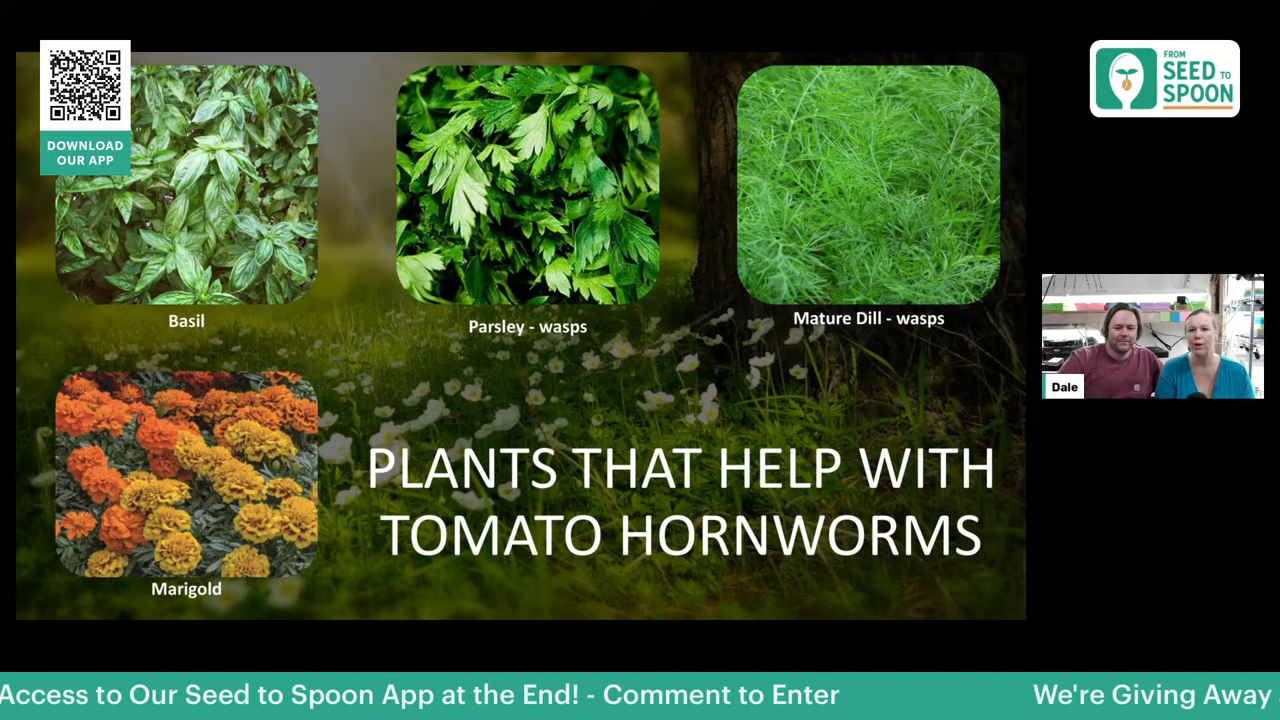 DOWNLOAD
OUR APP
FROM
SEED TO
SPOON
Basil
Parsley - wasps
Mature Dill - wasps
Dale
PLANTS THAT HELP WITH
TOMATO HORNWORMS
Marigold
Access to Our Seed to Spoon App at the End! - Comment to Enter
We're Giving Away